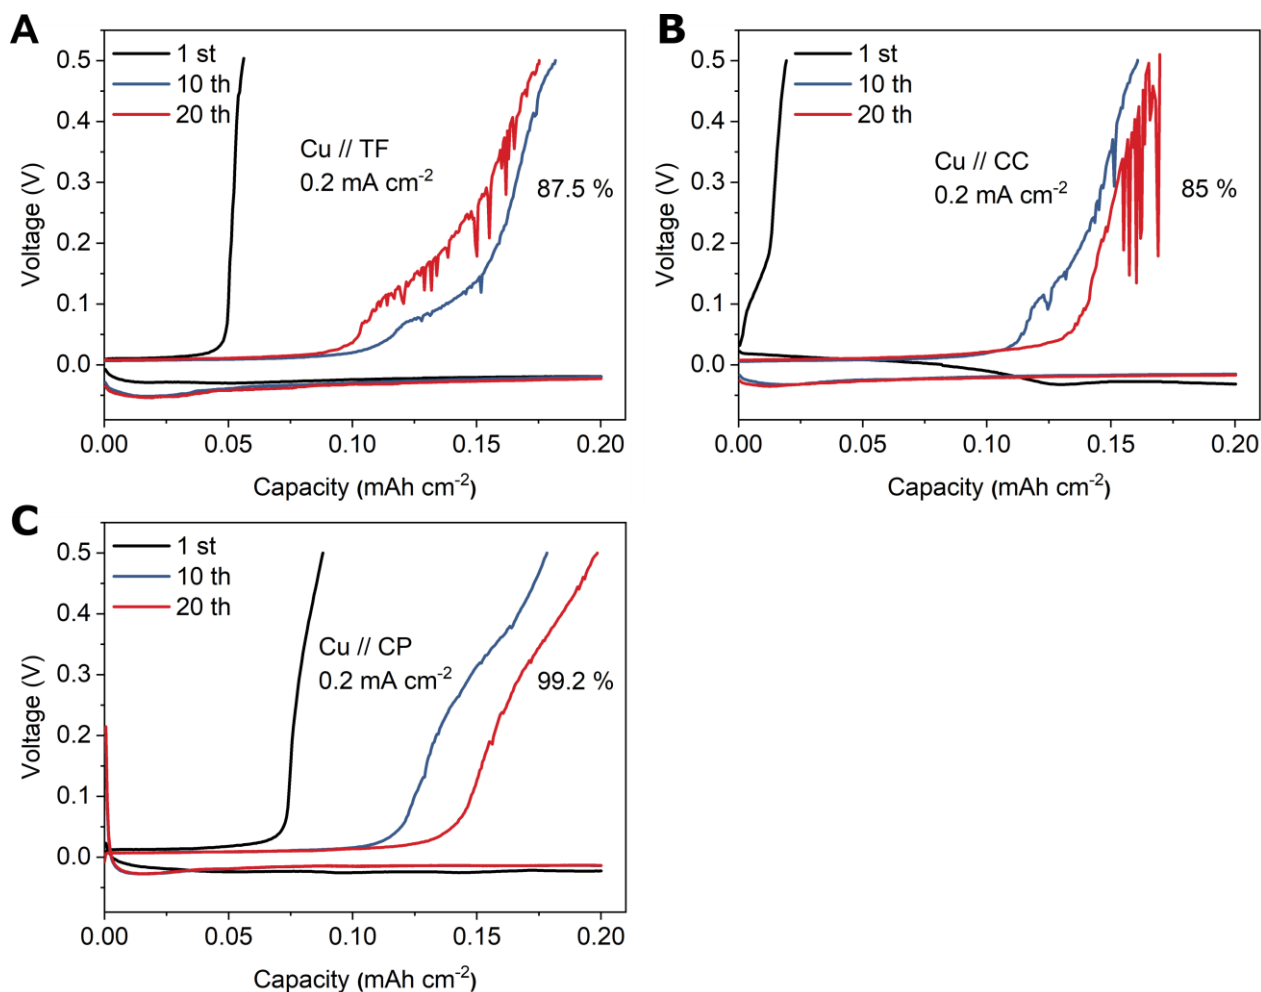 A
1 st
10 th
20 th
Cu // TF
0.2 mA cm⁻²
87.5 %
Voltage (V)
0.5
0.4
0.3
0.2
0.1
0.0
0.00 0.05 0.10 0.15 0.20
Capacity (mAh cm⁻²)
B
1 st
10 th
20 th
Cu // CC
0.2 mA cm⁻²
85 %
Voltage (V)
0.5
0.4
0.3
0.2
0.1
0.0
0.00 0.05 0.10 0.15 0.20
Capacity (mAh cm⁻²)
C
1 st
10 th
20 th
Cu // CP
0.2 mA cm⁻²
99.2 %
Voltage (V)
0.5
0.4
0.3
0.2
0.1
0.0
0.00 0.05 0.10 0.15 0.20
Capacity (mAh cm⁻²)